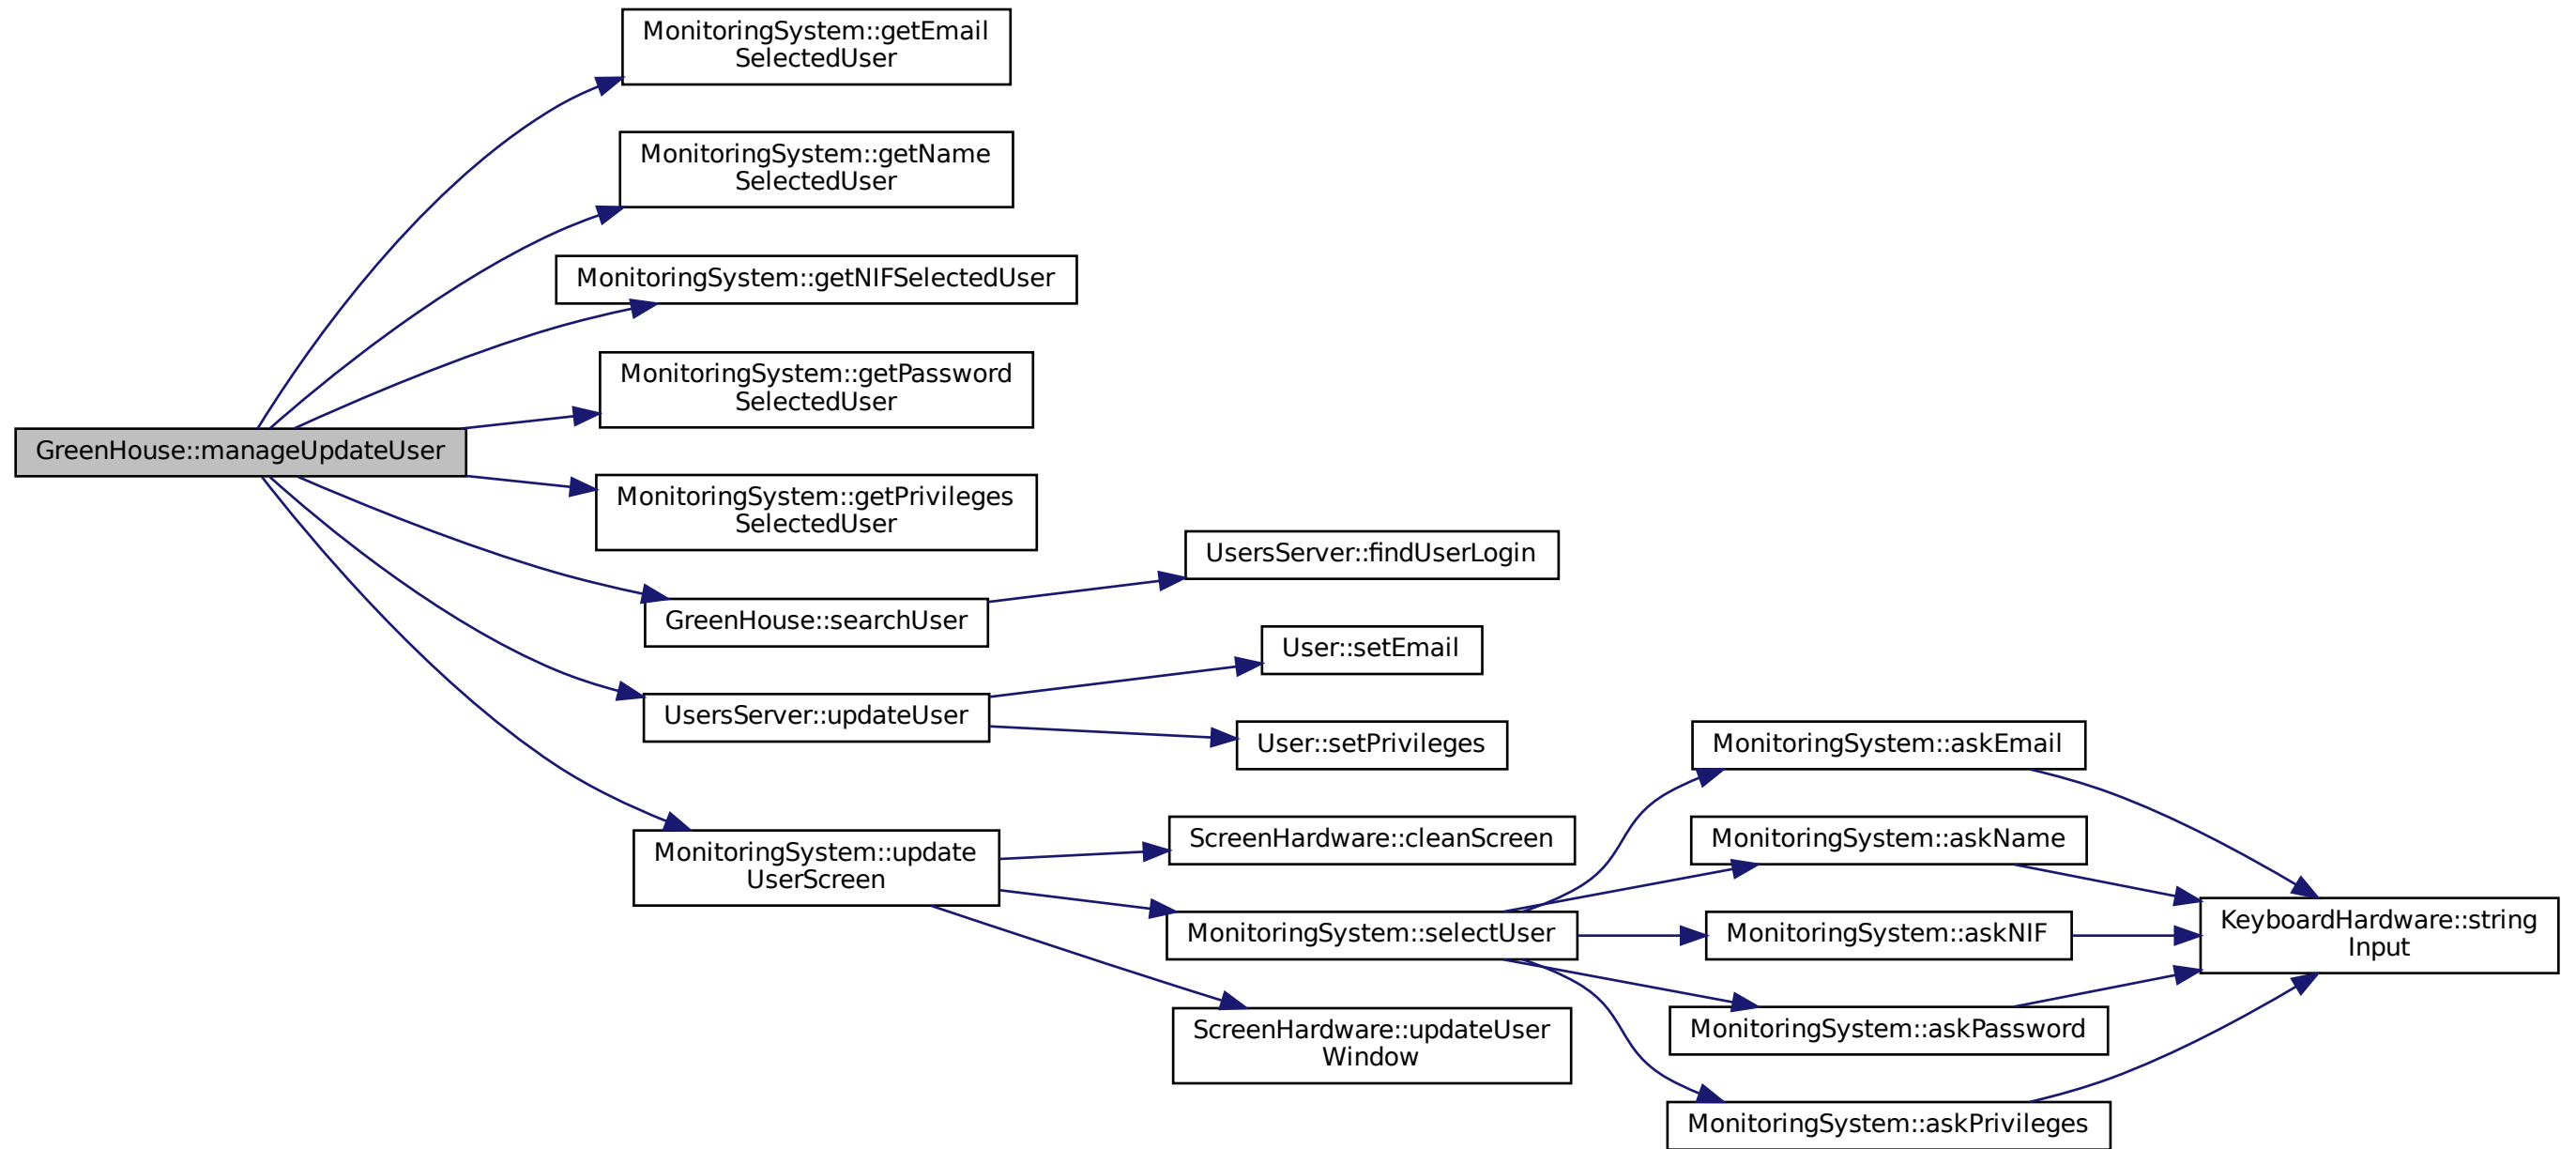 MonitoringSystem::getEmail
SelectedUser
MonitoringSystem::getName
SelectedUser
MonitoringSystem::getNIFSelectedUser
MonitoringSystem::getPassword
SelectedUser
GreenHouse::manageUpdateUser
MonitoringSystem::getPrivileges
SelectedUser
UsersServer::findUserLogin
GreenHouse::searchUser
User::setEmail
UsersServer::updateUser
User::setPrivileges
MonitoringSystem::askEmail
ScreenHardware::cleanScreen
MonitoringSystem::askName
MonitoringSystem::update
UserScreen
MonitoringSystem::selectUser
MonitoringSystem::askNIF
KeyboardHardware::string
Input
MonitoringSystem::askPassword
ScreenHardware::updateUser
Window
MonitoringSystem::askPrivileges